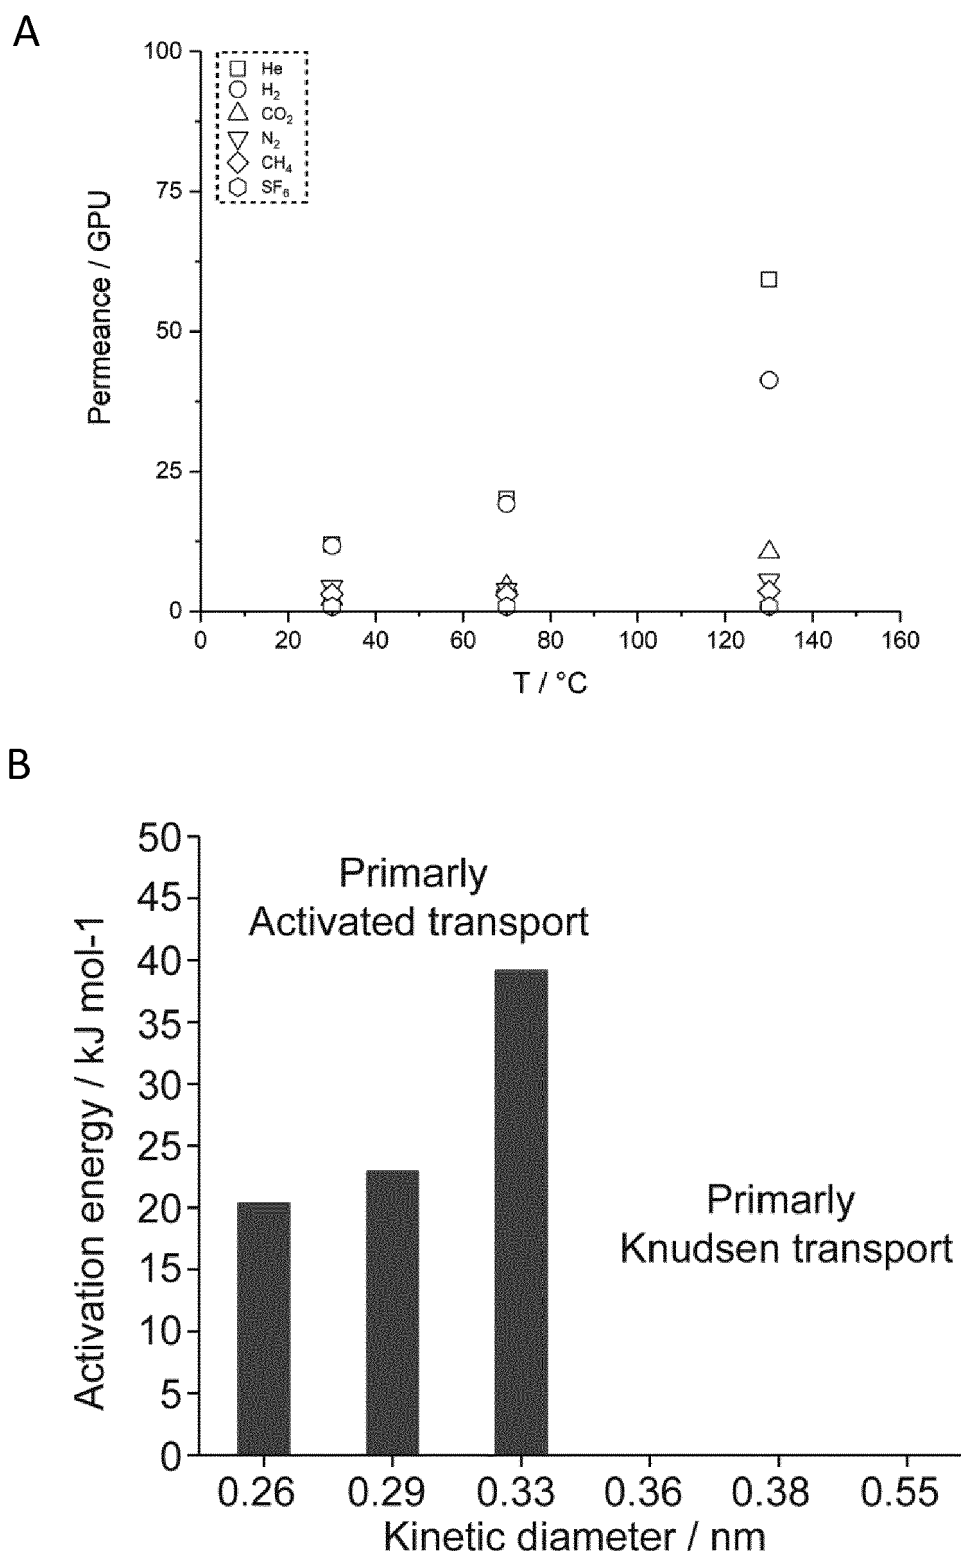 A
100
75
50
25
0
He
H₂
CO₂
N₂
CH₄
SF₆
Permeance / GPU
0 20 40 60 80 100 120 140 160
T / °C
B
50
45
40
35
30
25
20
15
10
5
0
Primarly
Activated transport
Primarly
Knudsen transport
Activation energy / kJ mol-1
0.26 0.29 0.33 0.36 0.38 0.55
Kinetic diameter / nm